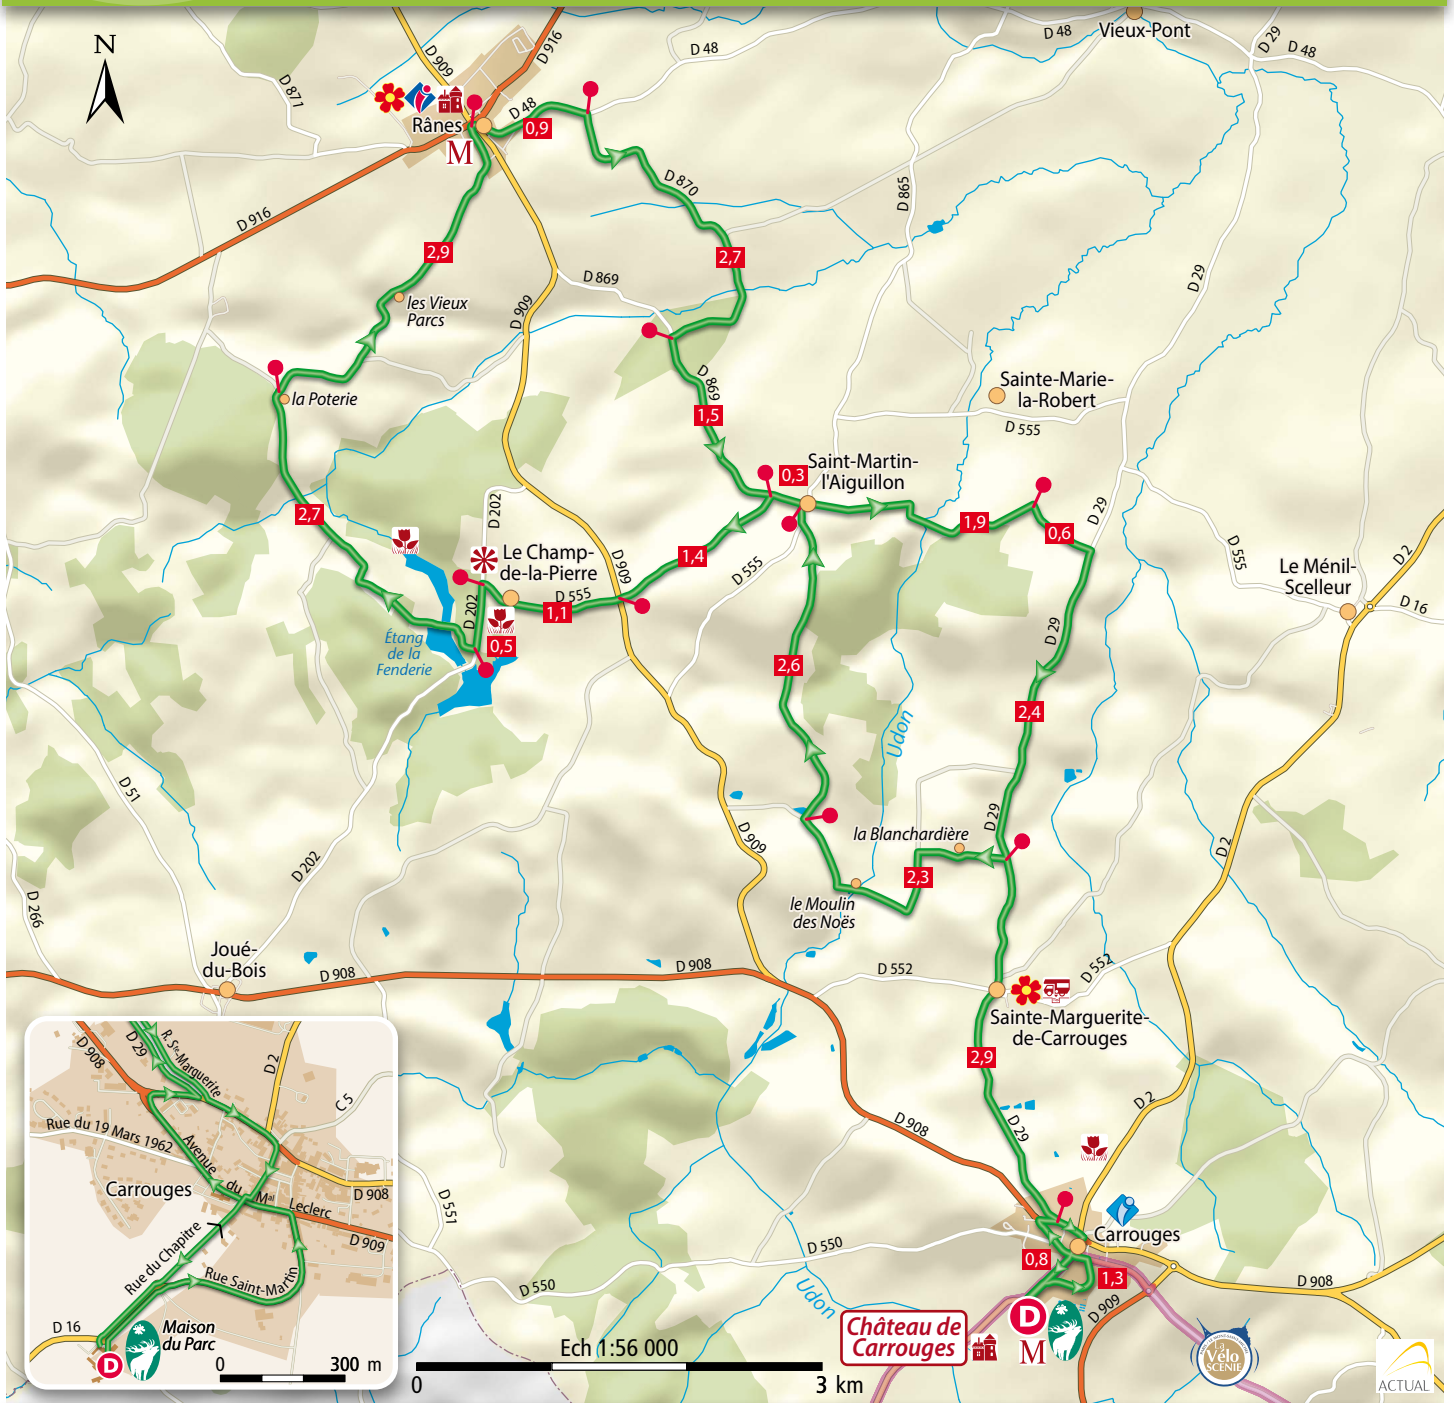 N
D 909
D 916
D 48
D 48
Vieux-Pont
D 29
D 48
D 871
Rânes
M
D 48
0,9
D 870
D 865
D 916
2,9
2,7
D 869
D 29
les Vieux
Parcs
D 909
la Poterie
D 869
1,5
Sainte-Marie-
la-Robert
D 555
0,3
Saint-Martin-
l'Aiguillon
2,7
D 202
Le Champ-
de-la-Pierre
D 909
1,4
D 555
1,9
0,6
D 29
D 555
Le Ménil-
Scelleur
D 2
D 16
D 202
D 555
1,1
0,5
Étang
de la
Fenderie
D 29
2,6
2,4
Udon
D 51
D 909
D 29
la Blanchardière
2,3
D 2
D 202
D 266
le Moulin
des Noës
Joué-
du-Bois
D 908
D 908
D 552
D 552
Sainte-Marguerite-
de-Carrouges
2,9
D 29
D 2
D 908
D 551
D 550
D 550
Udon
Carrouges
0,8
1,3
D 908
D 909
D
M
Château de
Carrouges
La
Vélo
SCÉNIE
ACTUAL
Ech 1:56 000
0
3 km
D 908
D 29
R. Ste-Marguerite
D 2
C 5
Rue du 19 Mars 1962
Avenue
du
Mal
Leclerc
D 908
D 909
Carrouges
Rue du Chapitre
Rue Saint-Martin
D 16
Maison
du Parc
D
0
300 m